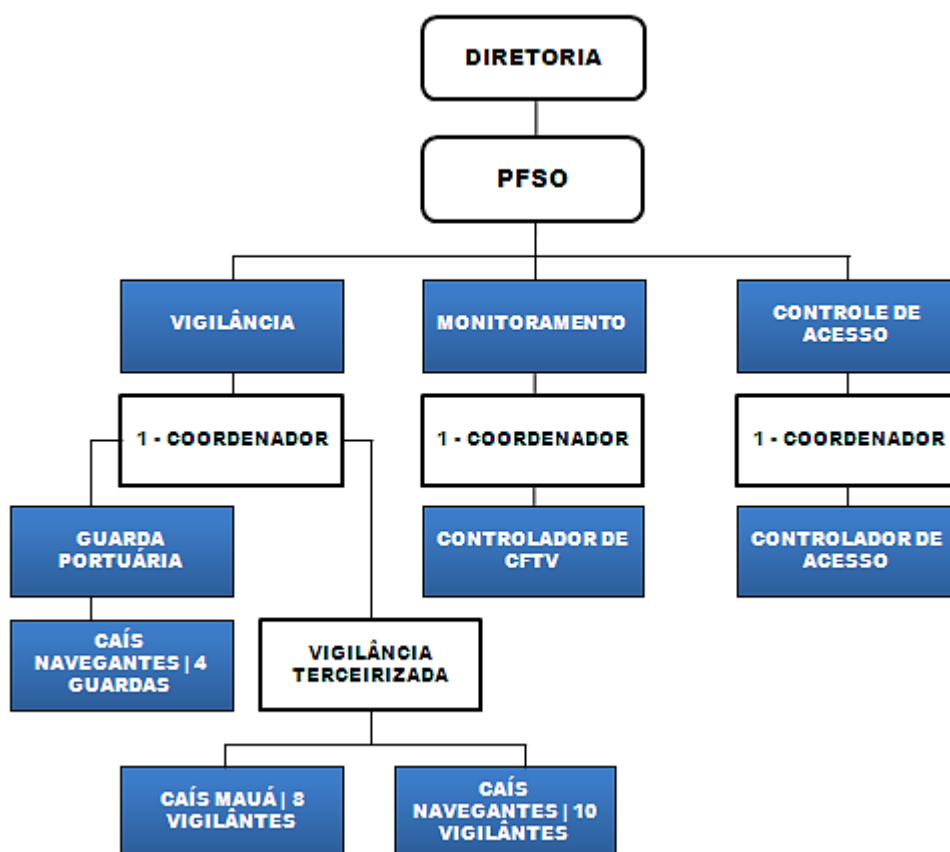 DIRETORIA
PFSO
VIGILÂNCIA
MONITORAMENTO
CONTROLE DE
ACESSO
1 - COORDENADOR
1 - COORDENADOR
1 - COORDENADOR
GUARDA
PORTUÁRIA
CONTROLADOR DE
CFTV
CONTROLADOR DE
ACESSO
CAÍS
NAVEGANTES | 4
GUARDAS
VIGILÂNCIA
TERCEIRIZADA
CAÍS MAUÁ | 8
VIGILÂNTES
CAÍS
NAVEGANTES | 10
VIGILÂNTES